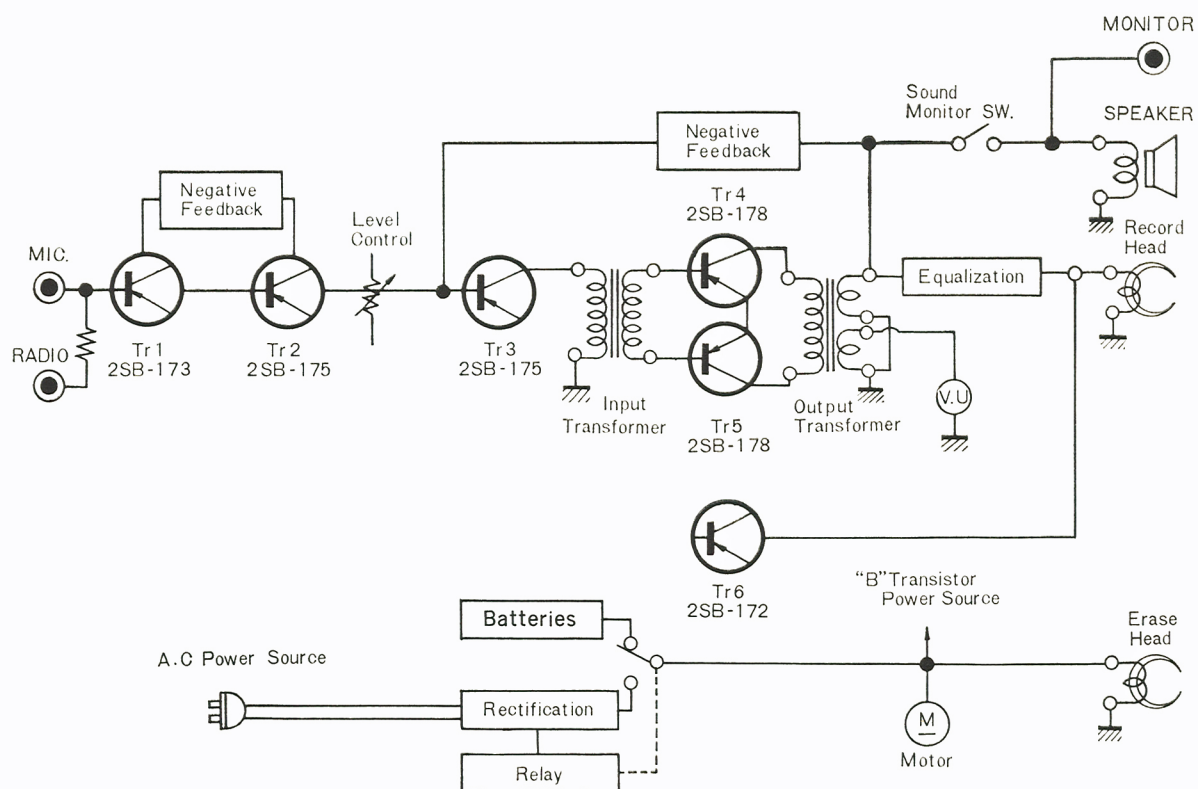 MONITOR
Sound
Monitor SW.
SPEAKER
Negative
Feedback
Tr4
2SB-178
Negative
Feedback
Level
Control
Record
Head
MIC.
Equalization
RADIO
Tr1
2SB-173
Tr2
2SB-175
Tr3
2SB-175
Input
Transformer
Tr5
2SB-178
Output
Transformer
V.U
Tr6
2SB-172
"B" Transistor
Power Source
Batteries
Erase
Head
A.C Power Source
Rectification
M
Motor
Relay